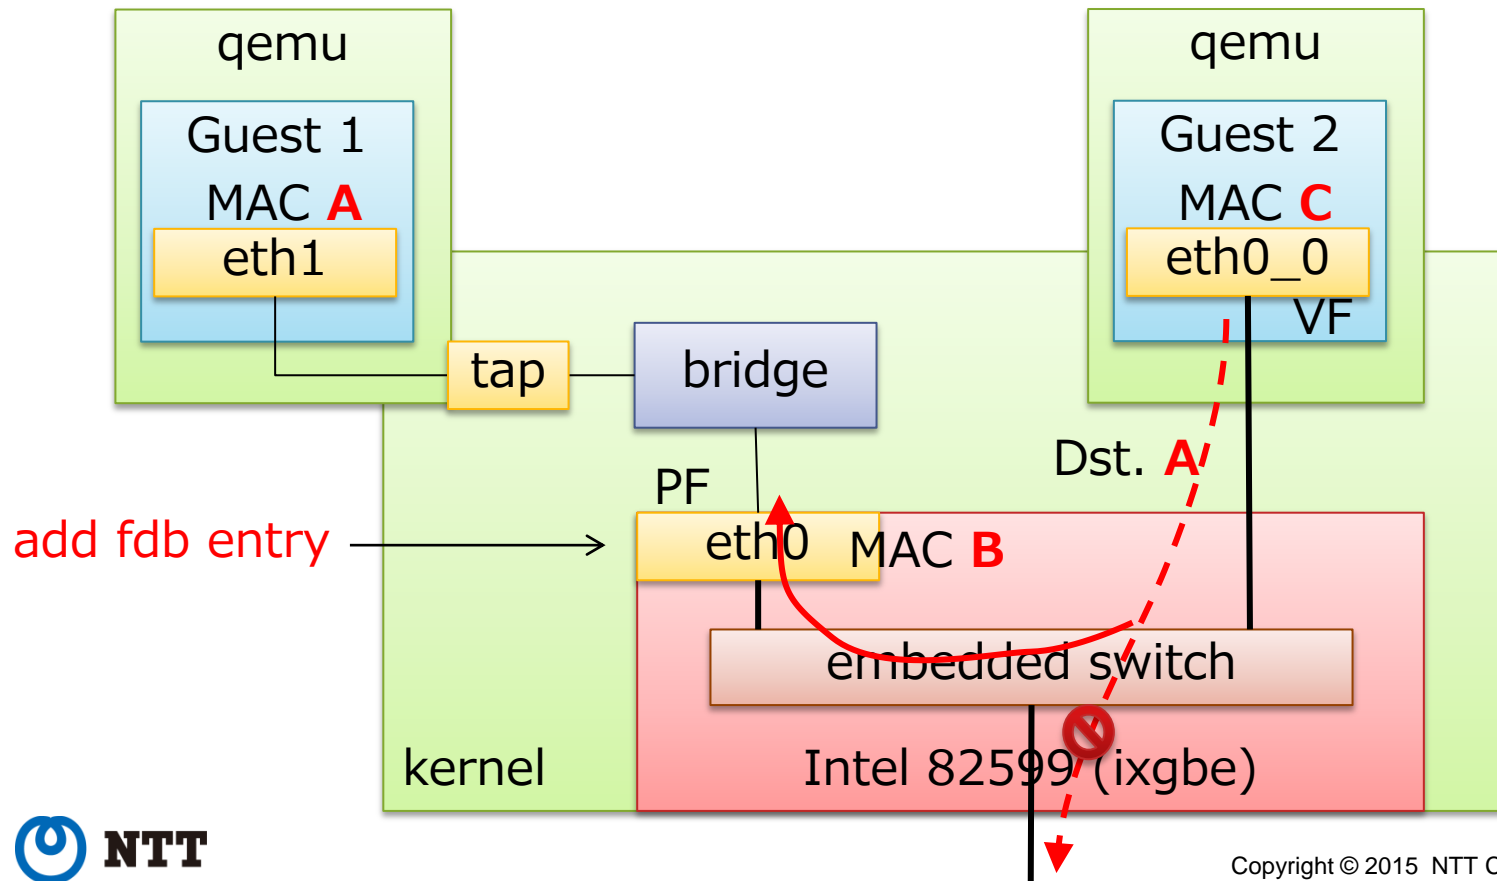 qemu
qemu
Guest 1
Guest 2
MAC A
MAC C
eth1
eth0_0
VF
tap
bridge
Dst. A
PF
add fdb entry
eth0
MAC B
embedded switch
kernel
Intel 82599 (ixgbe)
NTT
Copyright © 2015 NTT C